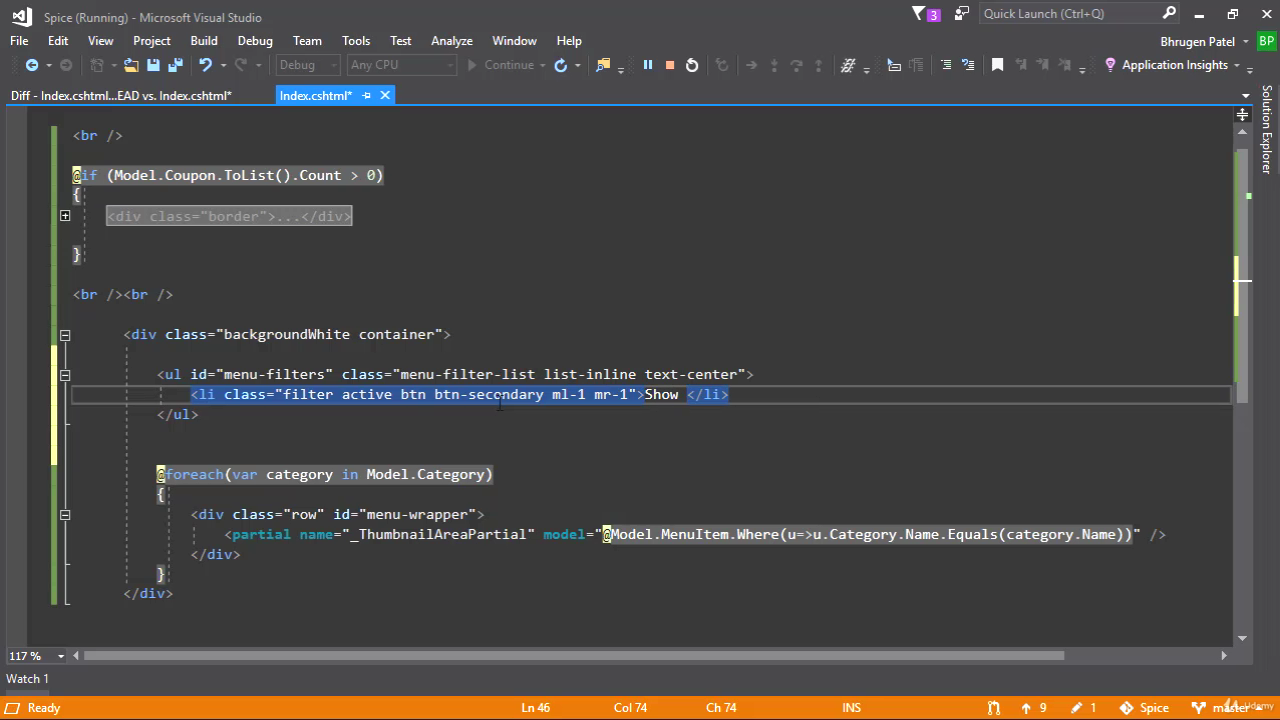 Spice (Running) - Microsoft Visual Studio
3
Quick Launch (Ctrl+Q)
File Edit View Project Build Debug Team Tools Test Analyze Window Help
Bhrugen Patel BP
Debug Any CPU Continue Application Insights
Diff - Index.cshtml...EAD vs. Index.cshtml* Index.cshtml*
Solution Explorer
<br />
@if (Model.Coupon.ToList().Count > 0)
{
<div class="border">...</div>
}
<br /><br />
<div class="backgroundWhite container">
<ul id="menu-filters" class="menu-filter-list list-inline text-center">
<li class="filter active btn btn-secondary ml-1 mr-1">Show </li>
</ul>
@foreach(var category in Model.Category)
{
<div class="row" id="menu-wrapper">
<partial name="_ThumbnailAreaPartial" model="@Model.MenuItem.Where(u=>u.Category.Name.Equals(category.Name))" />
</div>
}
</div>
117 %
Watch 1
Ready Ln 46 Col 74 Ch 74 INS 9 1 Spice master
Udemy